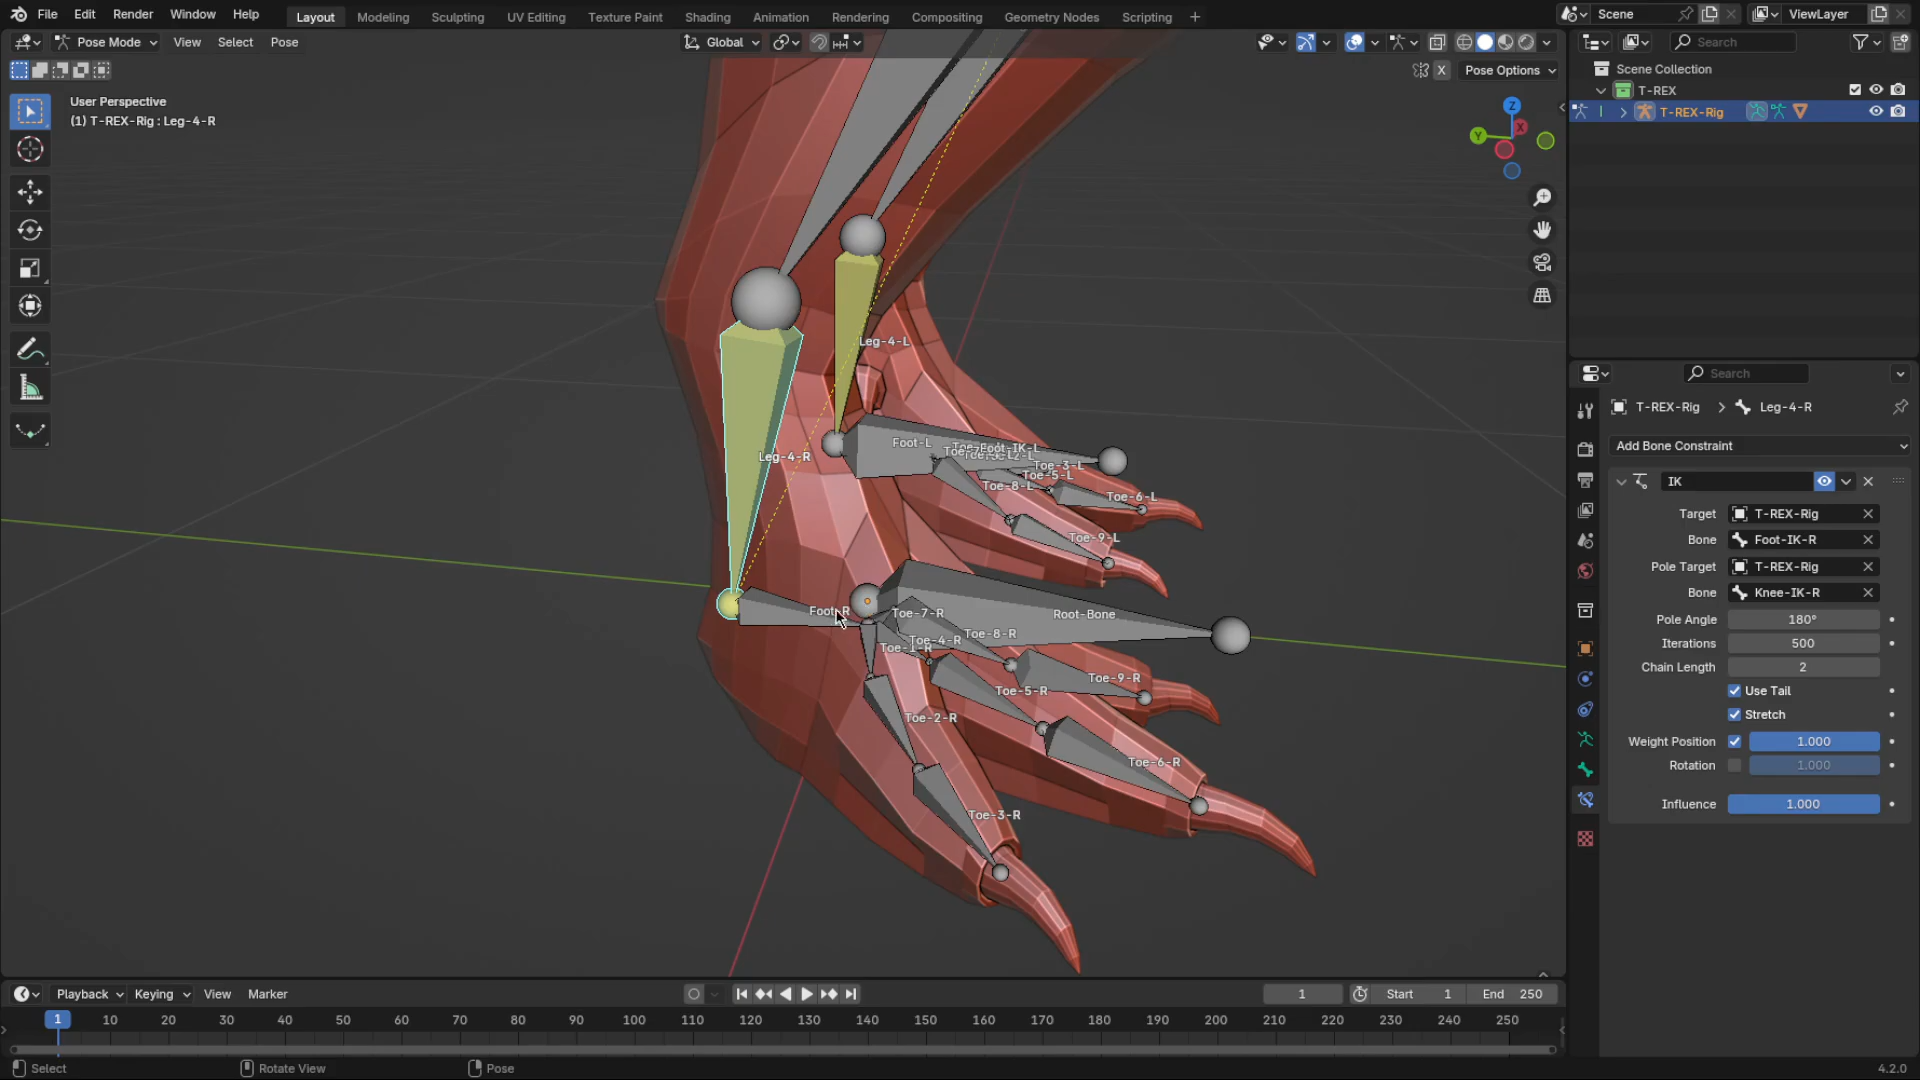 File Edit Render Window Help Layout Modeling Sculpting UV Editing Texture Paint Shading Animation Rendering Compositing Geometry Nodes Scripting + Scene ViewLayer
Pose Mode View Select Pose Global Search
X Pose Options
Scene Collection
T-REX
T-REX-Rig
User Perspective
(1) T-REX-Rig : Leg-4-R
Z
Y
X
Leg-4-L
Leg-4-R
Foot-L
Foot-IK-L
Toe-3-L
Toe-5-L
Toe-8-L
Toe-6-L
Toe-9-L
Foot-R
Toe-7-R
Root-Bone
Toe-4-R
Toe-8-R
Toe-1-R
Toe-9-R
Toe-5-R
Toe-2-R
Toe-6-R
Toe-3-R
Search
T-REX-Rig > Leg-4-R
Add Bone Constraint
IK
Target T-REX-Rig
Bone Foot-IK-R
Pole Target T-REX-Rig
Bone Knee-IK-R
Pole Angle 180°
Iterations 500
Chain Length 2
Use Tail
Stretch
Weight Position 1.000
Rotation 1.000
Influence 1.000
Playback Keying View Marker 1 Start 1 End 250
1 10 20 30 40 50 60 70 80 90 100 110 120 130 140 150 160 170 180 190 200 210 220 230 240 250
Select Rotate View Pose 4.2.0